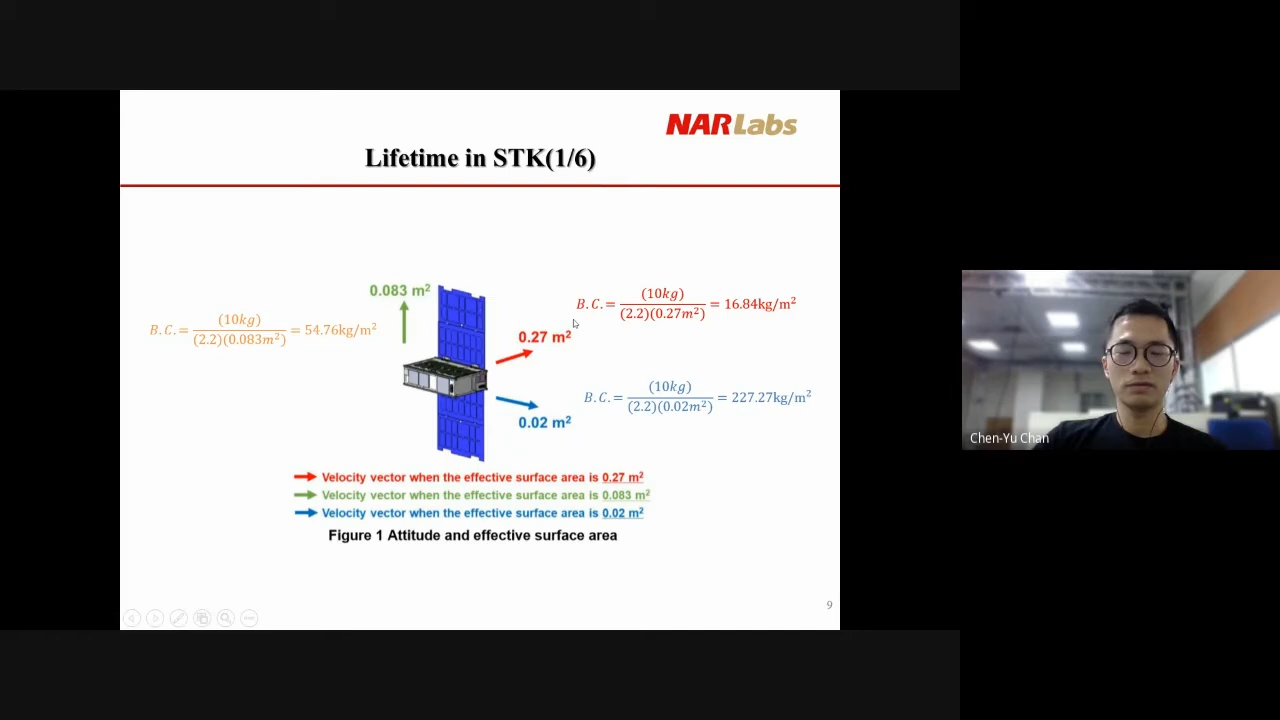 NARLabs
Lifetime in STK(1/6)
0.083 m²
B.C.= (10kg) / (2.2)(0.083m²) = 54.76kg/m²
B.C.= (10kg) / (2.2)(0.27m²) = 16.84kg/m²
0.27 m²
B.C.= (10kg) / (2.2)(0.02m²) = 227.27kg/m²
0.02 m²
Velocity vector when the effective surface area is 0.27 m²
Velocity vector when the effective surface area is 0.083 m²
Velocity vector when the effective surface area is 0.02 m²
Figure 1 Attitude and effective surface area
9
Chen-Yu Chan